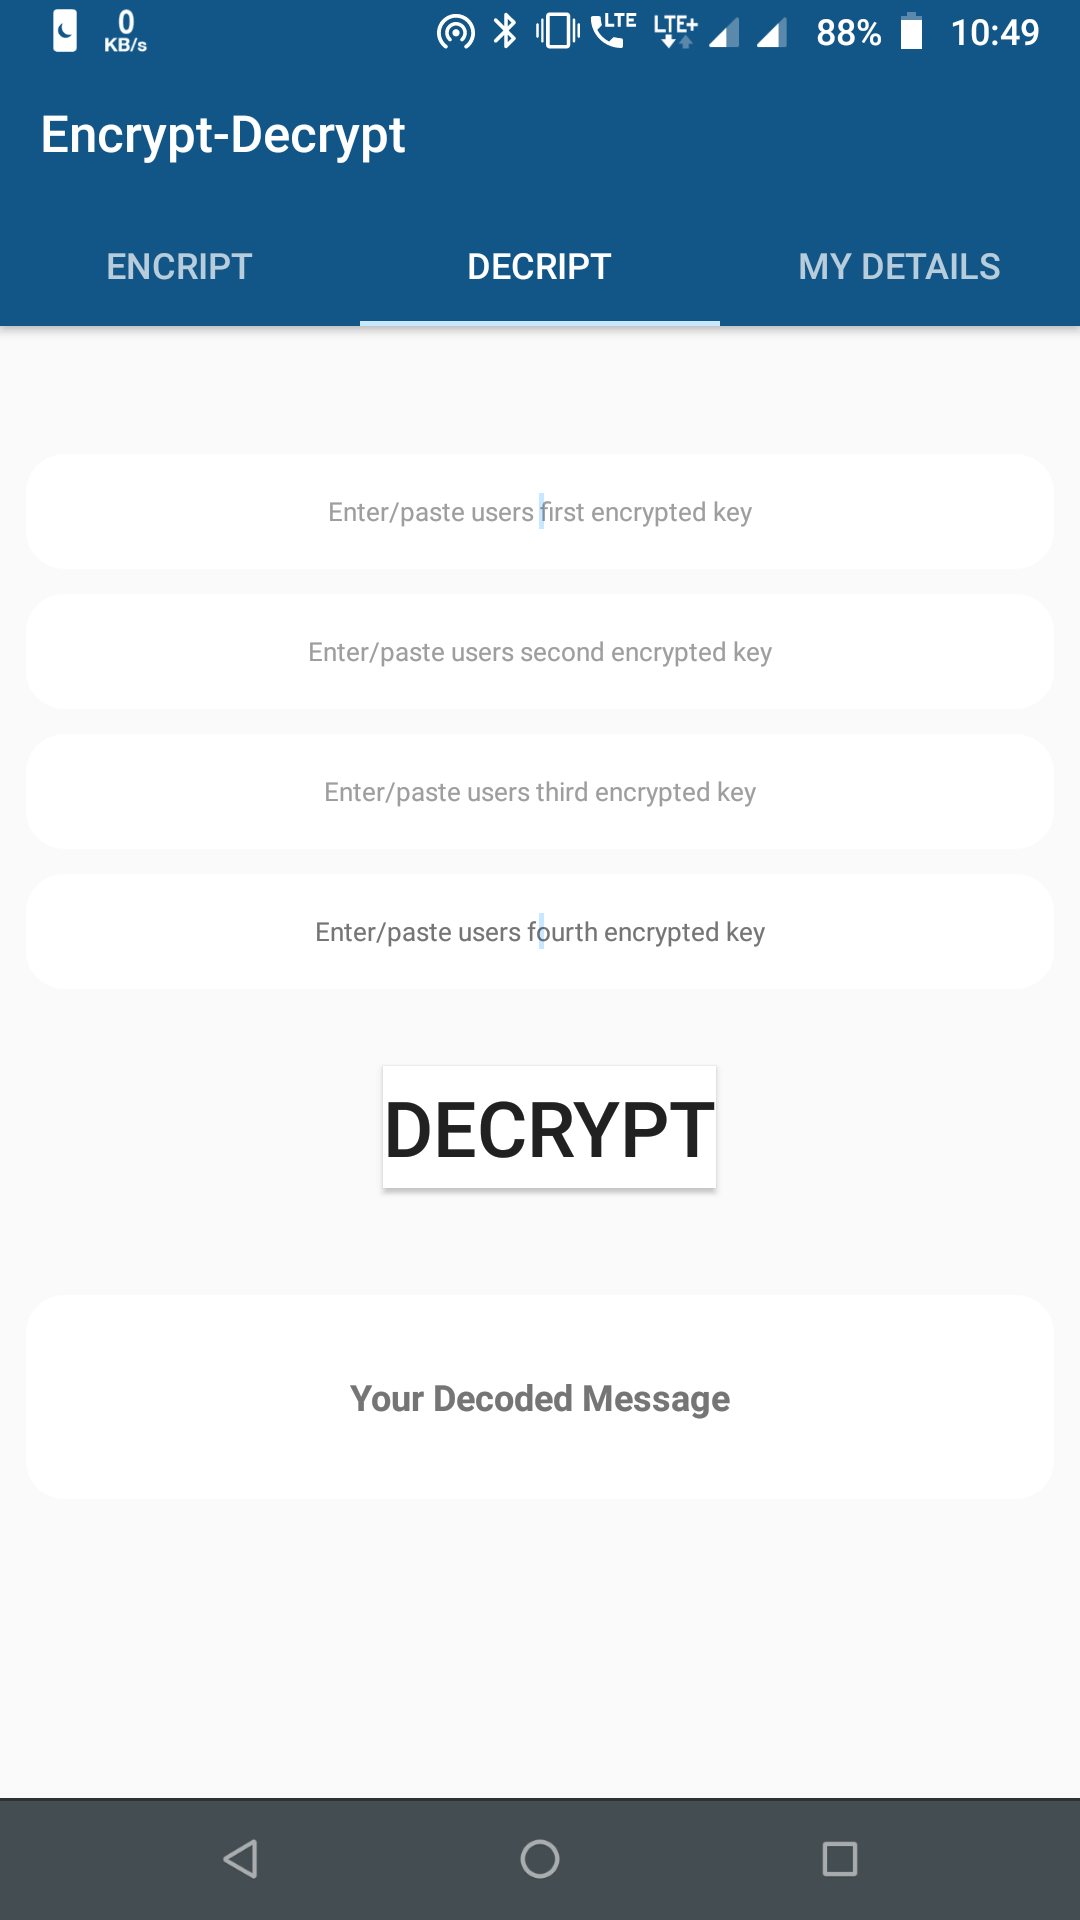 0
KB/s
LTE
LTE+
88%
10:49
Encrypt-Decrypt
ENCRIPT
DECRIPT
MY DETAILS
Enter/paste users first encrypted key
Enter/paste users second encrypted key
Enter/paste users third encrypted key
Enter/paste users fourth encrypted key
DECRYPT
Your Decoded Message